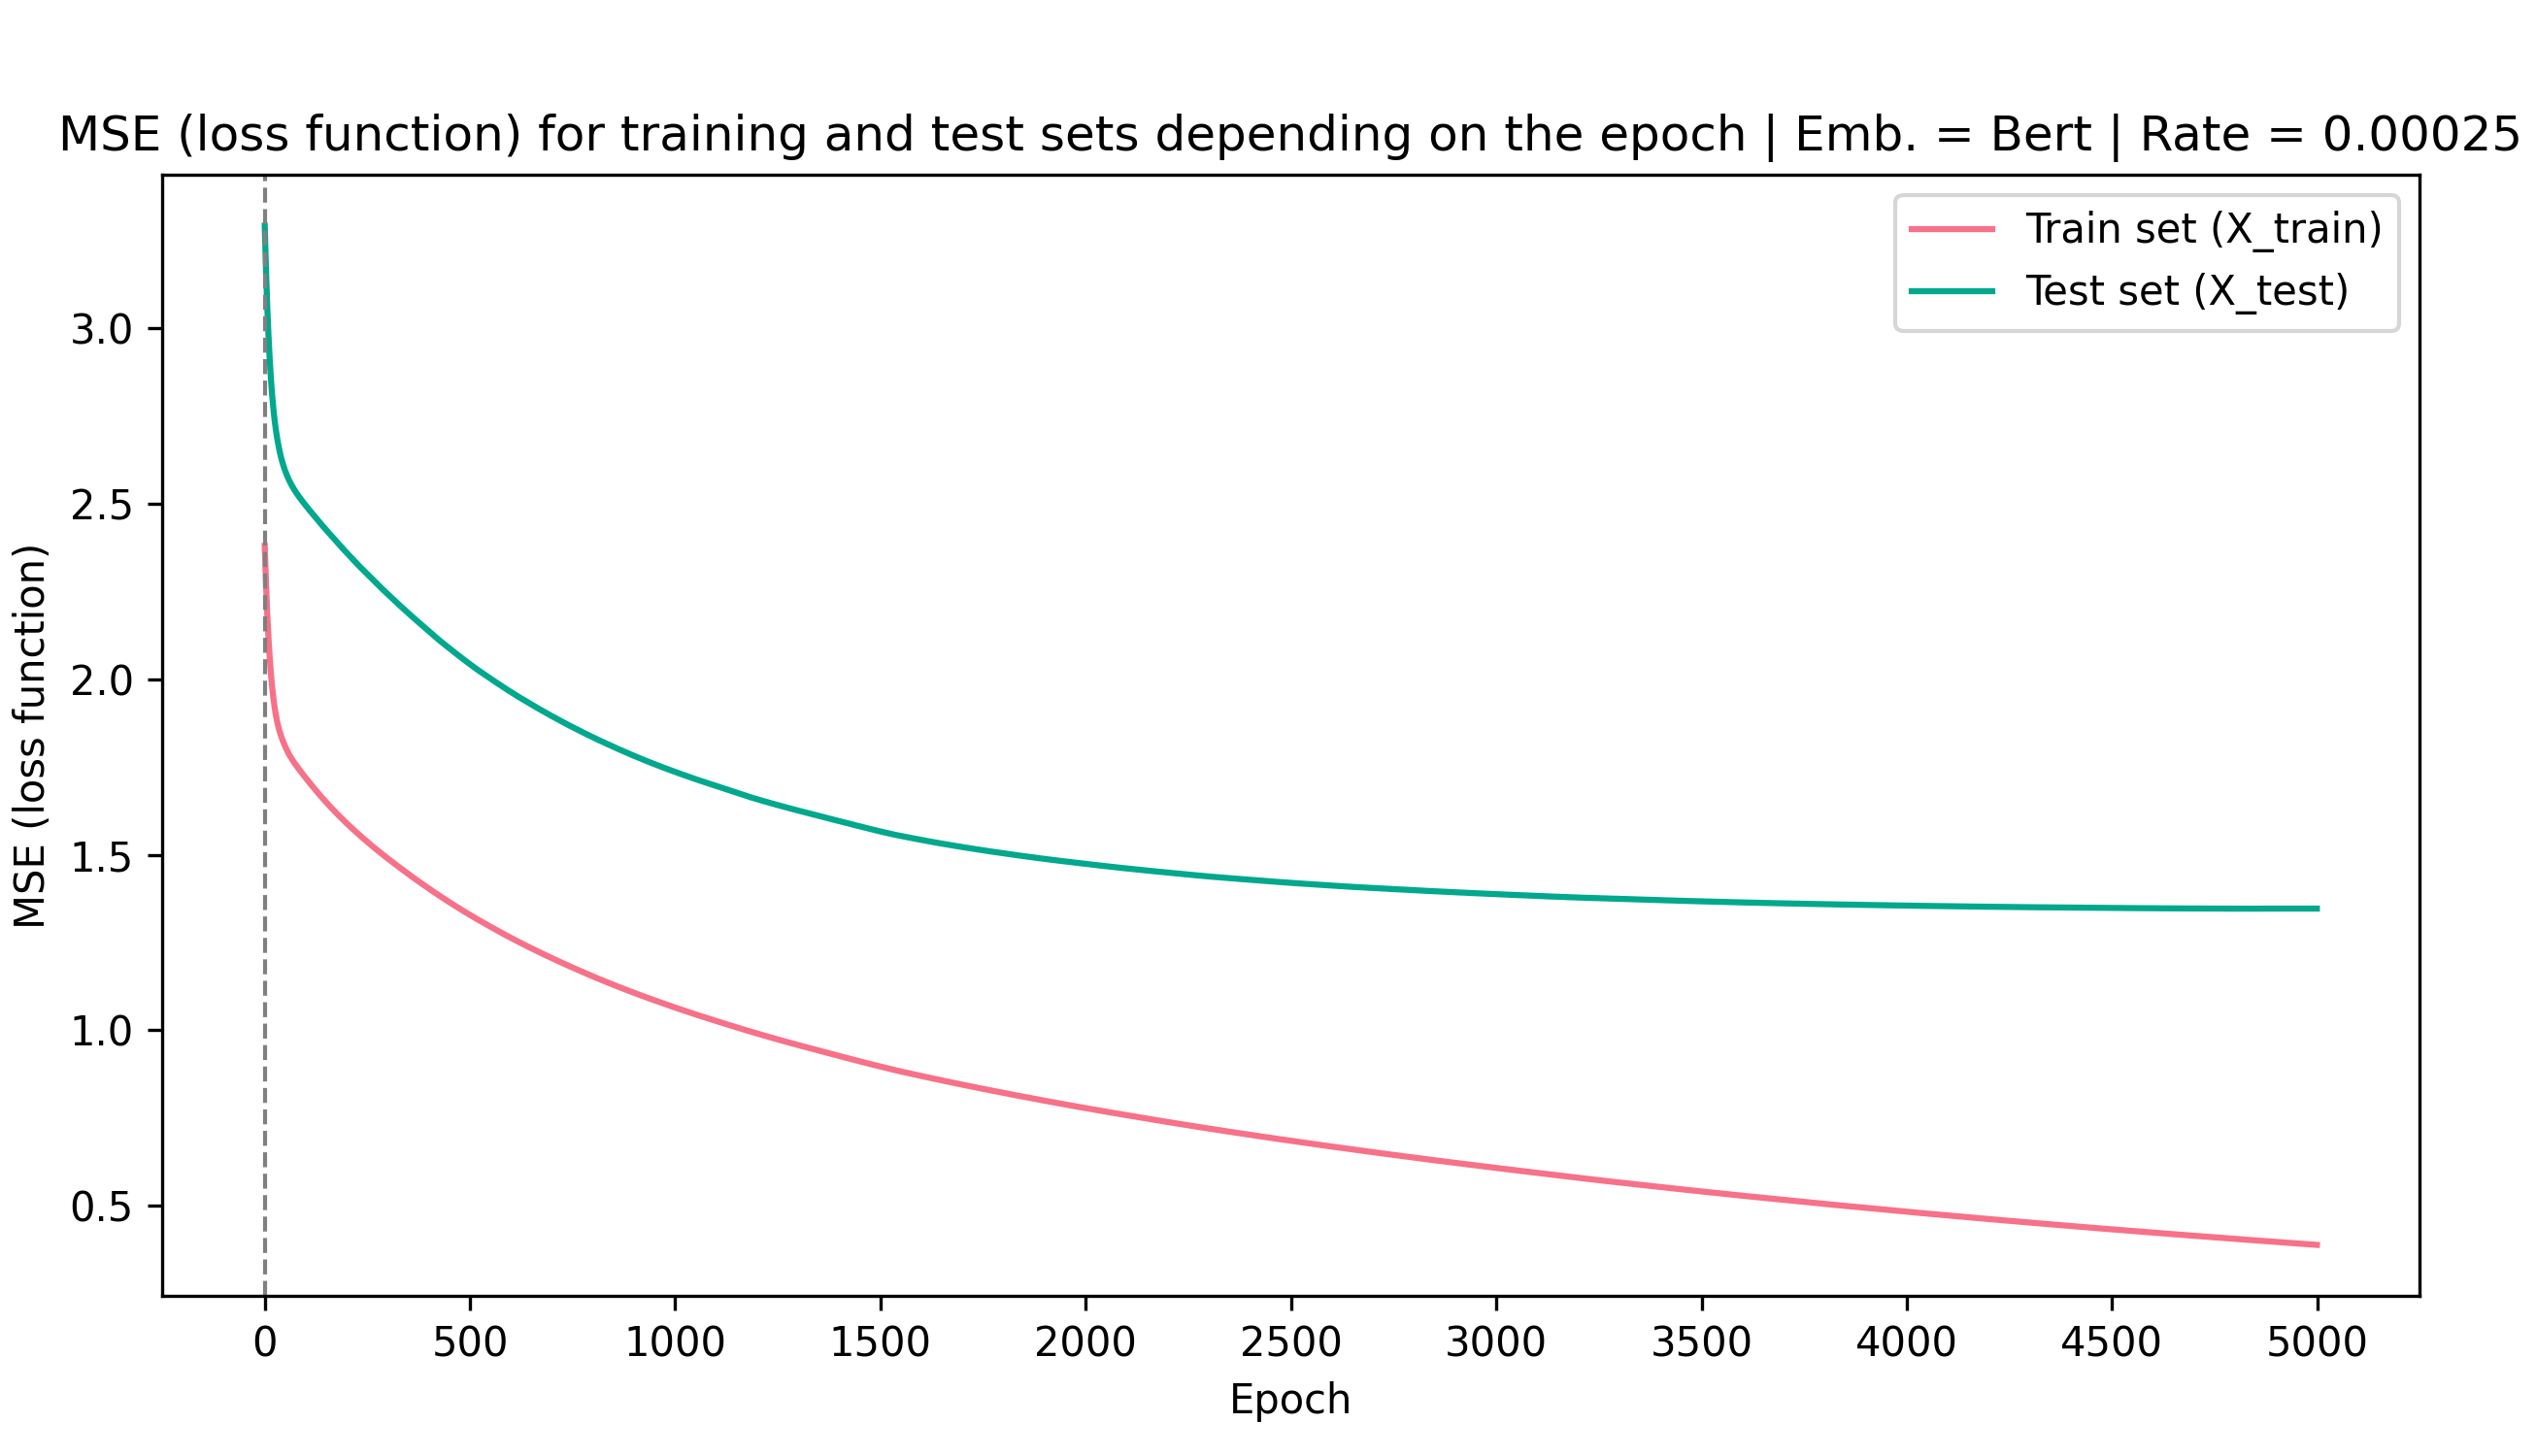 MSE (loss function) for training and test sets depending on the epoch | Emb. = Bert | Rate = 0.00025
Train set (X_train)
Test set (X_test)
MSE (loss function)
3.0
2.5
2.0
1.5
1.0
0.5
0 500 1000 1500 2000 2500 3000 3500 4000 4500 5000
Epoch